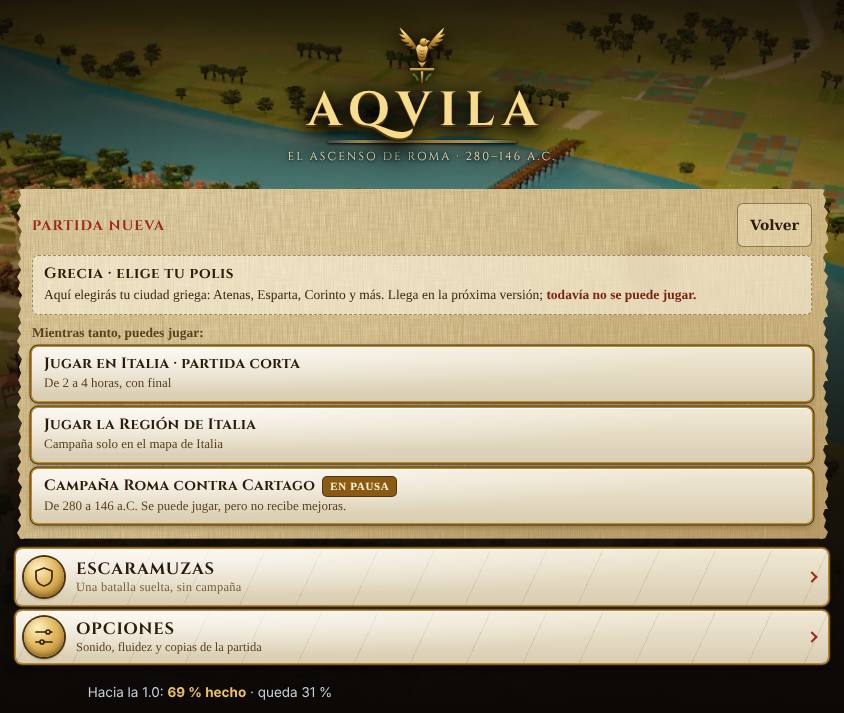 AQVILA
EL ASCENSO DE ROMA · 280–146 A.C.
PARTIDA NUEVA
Volver
Grecia · elige tu polis
Aquí elegirás tu ciudad griega: Atenas, Esparta, Corinto y más. Llega en la próxima versión; todavía no se puede jugar.
Mientras tanto, puedes jugar:
Jugar en Italia · partida corta
De 2 a 4 horas, con final
Jugar la Región de Italia
Campaña solo en el mapa de Italia
Campaña Roma contra Cartago EN PAUSA
De 280 a 146 a.C. Se puede jugar, pero no recibe mejoras.
ESCARAMUZAS
Una batalla suelta, sin campaña
OPCIONES
Sonido, fluidez y copias de la partida
Hacia la 1.0: 69 % hecho · queda 31 %